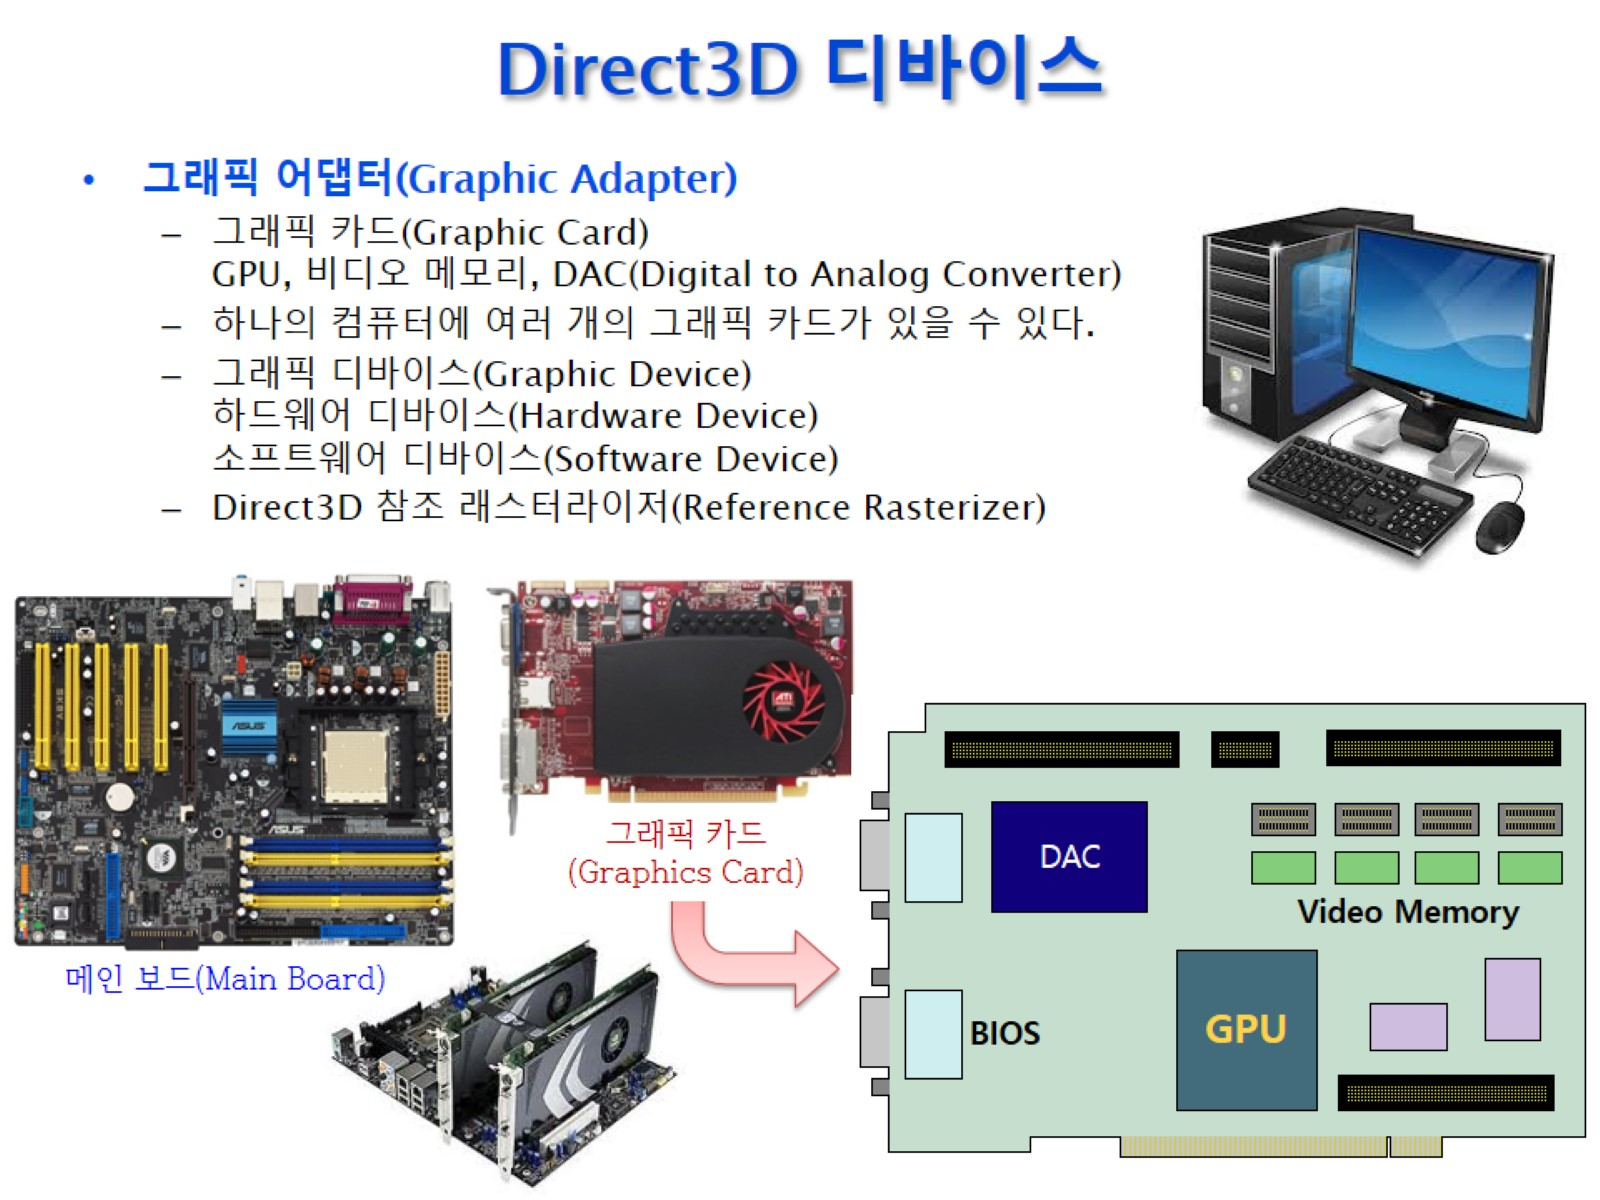 Direct3D 디바이스
• 그래픽 어댑터(Graphic Adapter)
– 그래픽 카드(Graphic Card)
GPU, 비디오 메모리, DAC(Digital to Analog Converter)
– 하나의 컴퓨터에 여러 개의 그래픽 카드가 있을 수 있다.
– 그래픽 디바이스(Graphic Device)
하드웨어 디바이스(Hardware Device)
소프트웨어 디바이스(Software Device)
– Direct3D 참조 래스터라이저(Reference Rasterizer)
ASUS
ASUS
ATI
그래픽 카드
(Graphics Card)
메인 보드(Main Board)
DAC
Video Memory
BIOS
GPU